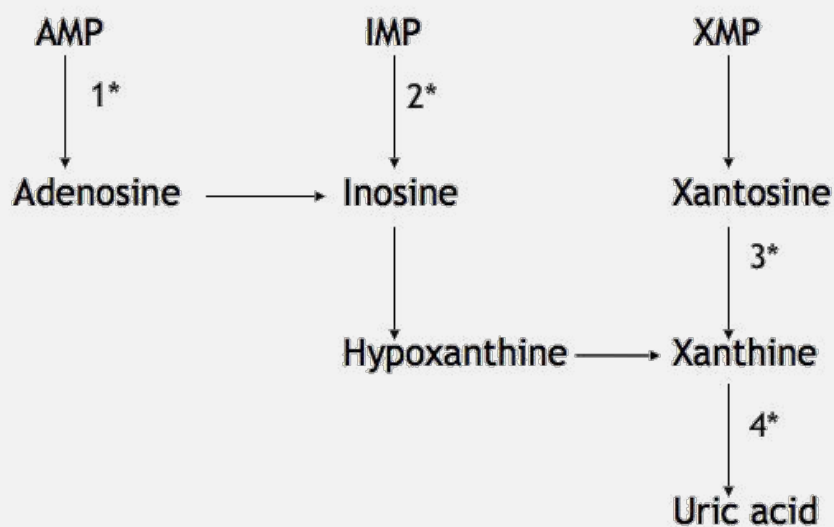 AMP IMP XMP
1* 2*
Adenosine Inosine Xantosine
3*
Hypoxanthine Xanthine
4*
Uric acid